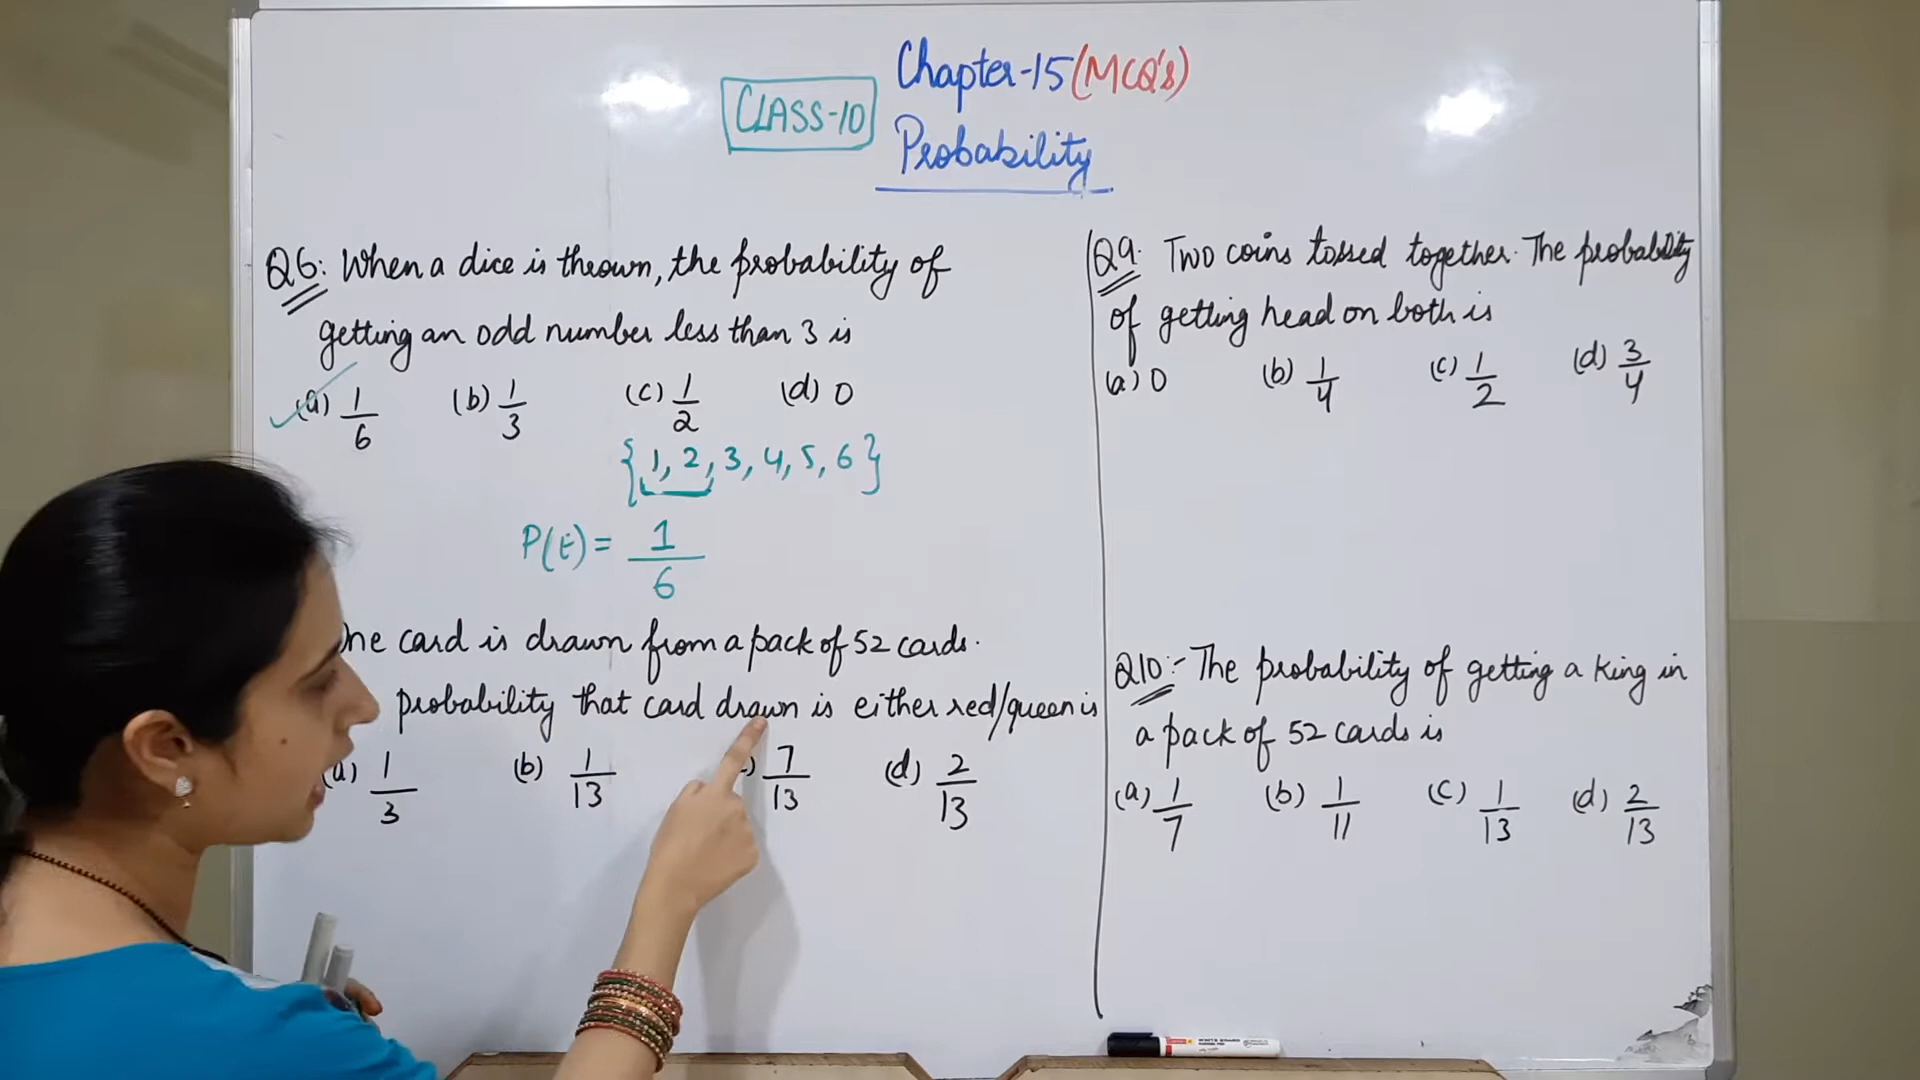 CLASS-10
Chapter-15 (MCQ's)
Probability
Q6: When a dice is thrown, the probability of
getting an odd number less than 3 is
(a) 1/6 (b) 1/3 (c) 1/2 (d) 0
{1, 2, 3, 4, 5, 6}
P(E) = 1/6
One card is drawn from a pack of 52 cards.
probability that card drawn is either red/queen is
(a) 1/3 (b) 1/13 ) 7/13 (d) 2/13
Q9. Two coins tossed together. The probability
of getting head on both is
(a) 0 (b) 1/4 (c) 1/2 (d) 3/4
Q10:- The probability of getting a king in
a pack of 52 cards is
(a) 1/7 (b) 1/11 (c) 1/13 (d) 2/13
WHITE BOARD